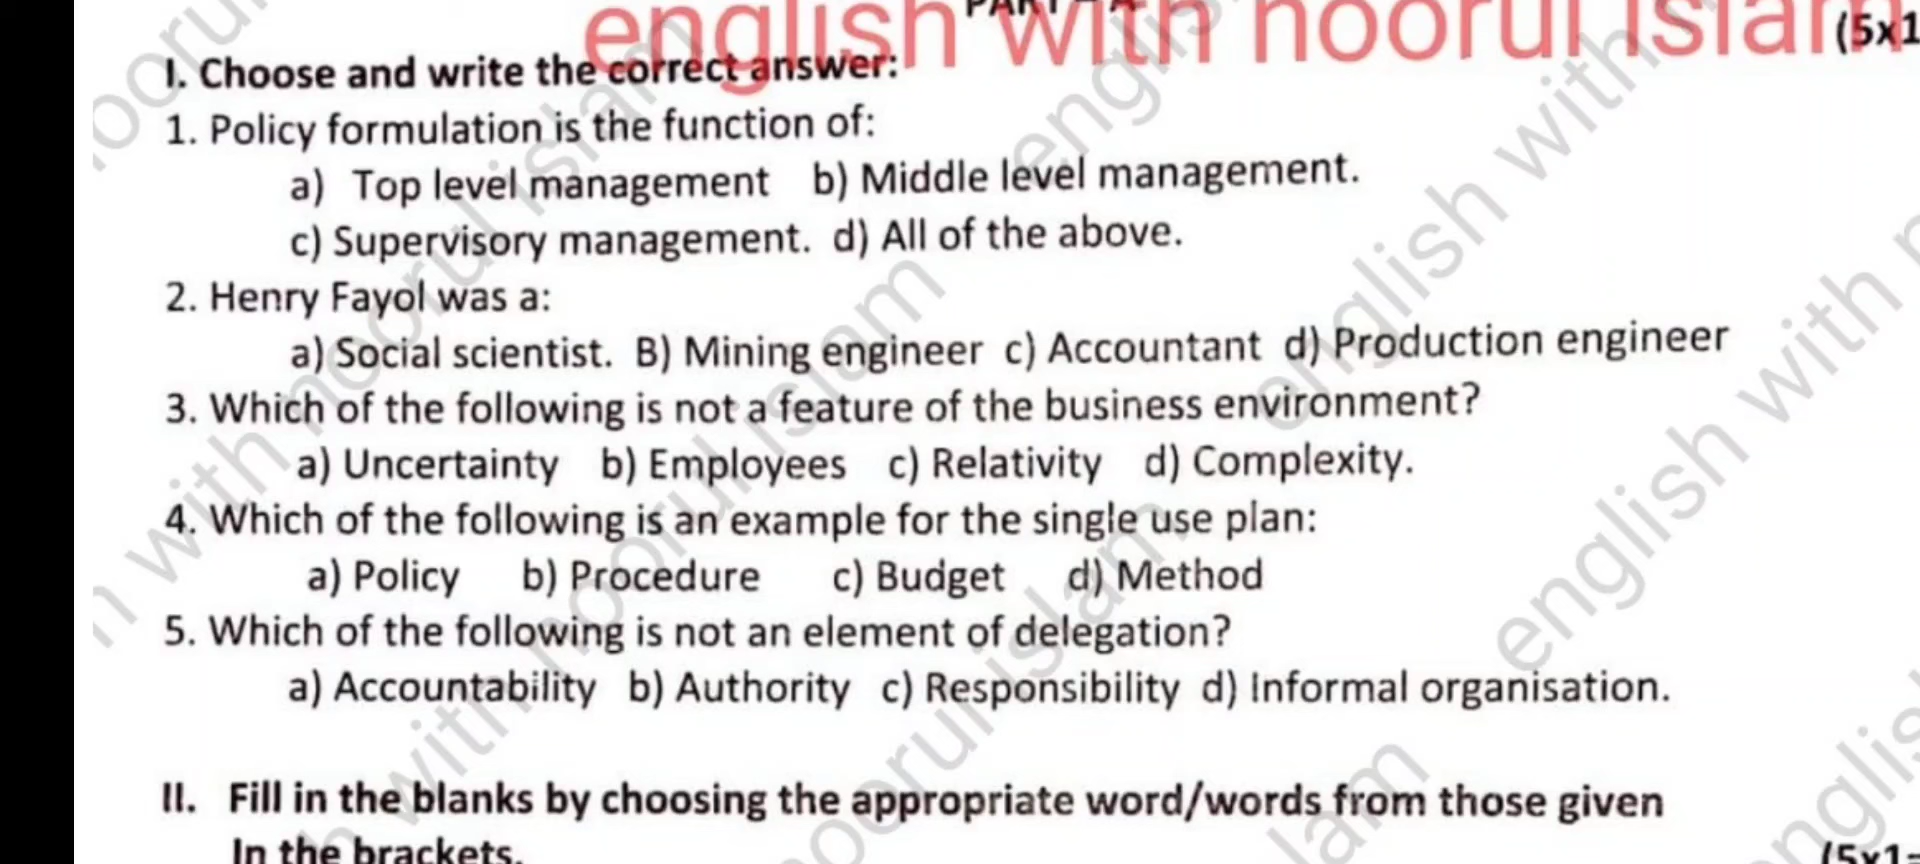 PART – A
english with noorul islam
(5x1
I. Choose and write the correct answer:
1. Policy formulation is the function of:
a) Top level management b) Middle level management.
c) Supervisory management. d) All of the above.
2. Henry Fayol was a:
a) Social scientist. B) Mining engineer c) Accountant d) Production engineer
3. Which of the following is not a feature of the business environment?
a) Uncertainty b) Employees c) Relativity d) Complexity.
4. Which of the following is an example for the single use plan:
a) Policy b) Procedure c) Budget d) Method
5. Which of the following is not an element of delegation?
a) Accountability b) Authority c) Responsibility d) Informal organisation.
II. Fill in the blanks by choosing the appropriate word/words from those given
In the brackets.
(5x1=